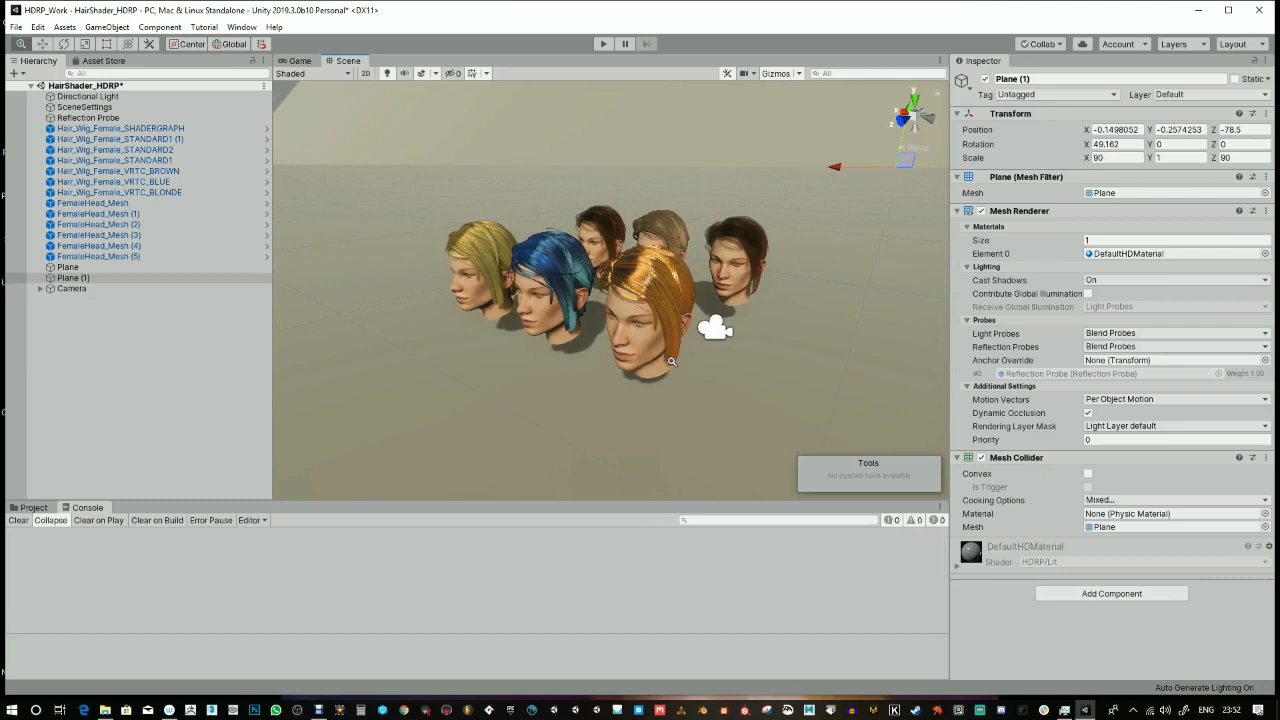 HDRP_Work - HairShader_HDRP - PC, Mac & Linux Standalone - Unity 2019.3.0b10 Personal* <DX11>
File Edit Assets GameObject Component Tutorial Window Help
Center Global Collab Account Layers Layout
Hierarchy Asset Store
All
HairShader_HDRP*
Directional Light
SceneSettings
Reflection Probe
Hair_Wig_Female_SHADERGRAPH
Hair_Wig_Female_STANDARD1 (1)
Hair_Wig_Female_STANDARD2
Hair_Wig_Female_STANDARD1
Hair_Wig_Female_VRTC_BROWN
Hair_Wig_Female_VRTC_BLUE
Hair_Wig_Female_VRTC_BLONDE
FemaleHead_Mesh
FemaleHead_Mesh (1)
FemaleHead_Mesh (2)
FemaleHead_Mesh (3)
FemaleHead_Mesh (4)
FemaleHead_Mesh (5)
Plane
Plane (1)
Camera
Game Scene
Shaded 2D 0 Gizmos All
y
x
z
Persp
Tools
No custom tools available
Inspector
Plane (1) Static
Tag Untagged Layer Default
Transform
Position X -0.1498052 Y -0.2574253 Z -78.5
Rotation X 49.162 Y 0 Z 0
Scale X 90 Y 1 Z 90
Plane (Mesh Filter)
Mesh Plane
Mesh Renderer
Materials
Size 1
Element 0 DefaultHDMaterial
Lighting
Cast Shadows On
Contribute Global Illumination
Receive Global Illumination Light Probes
Probes
Light Probes Blend Probes
Reflection Probes Blend Probes
Anchor Override None (Transform)
#0 Reflection Probe (Reflection Probe) Weight 1.00
Additional Settings
Motion Vectors Per Object Motion
Dynamic Occlusion
Rendering Layer Mask Light Layer default
Priority 0
Mesh Collider
Convex
Is Trigger
Cooking Options Mixed...
Material None (Physic Material)
Mesh Plane
DefaultHDMaterial
Shader HDRP/Lit
Add Component
Project Console
Clear Collapse Clear on Play Clear on Build Error Pause Editor 0 0 0
Auto Generate Lighting On
ENG 23:52